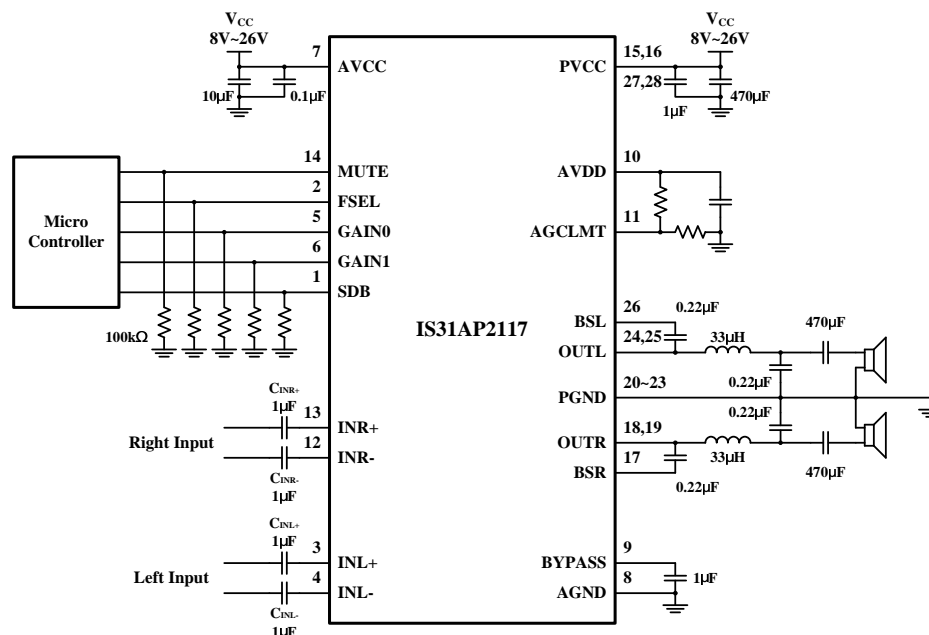 VCC
8V~26V
7
AVCC
10μF
0.1μF
VCC
8V~26V
15,16
PVCC
27,28
1μF
470μF
Micro
Controller
14
MUTE
2
FSEL
5
GAIN0
6
GAIN1
1
SDB
100kΩ
10
AVDD
11
AGCLMT
IS31AP2117
26
BSL
0.22μF
24,25
OUTL
33μH
470μF
0.22μF
20~23
PGND
0.22μF
18,19
OUTR
33μH
470μF
17
BSR
0.22μF
Right Input
CINR+
1μF
13
INR+
12
INR-
CINR-
1μF
Left Input
CINL+
1μF
3
INL+
4
INL-
CINL-
1μF
9
BYPASS
8
AGND
1μF